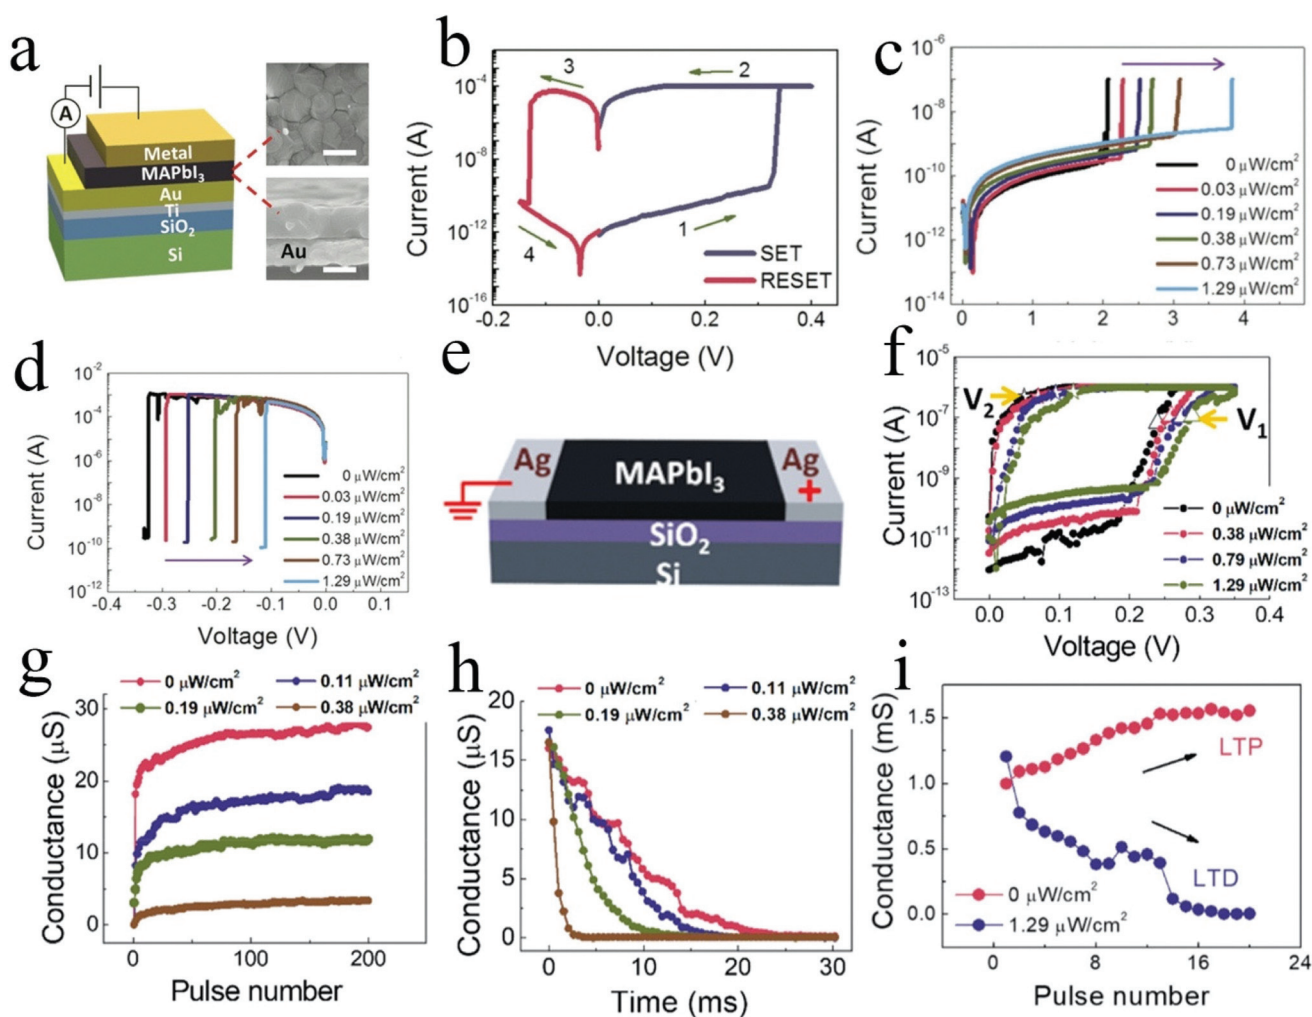 a
A
Metal
MAPbI3
Au
Ti
SiO2
Si
Au
b
Current (A)
10-4
10-8
10-12
10-16
3
2
1
4
SET
RESET
-0.2
0.0
0.2
0.4
Voltage (V)
c
Current (A)
10-6
10-8
10-10
10-12
10-14
0 μW/cm2
0.03 μW/cm2
0.19 μW/cm2
0.38 μW/cm2
0.73 μW/cm2
1.29 μW/cm2
0
1
2
3
4
d
Current (A)
10-2
10-4
10-6
10-8
10-10
10-12
0 μW/cm2
0.03 μW/cm2
0.19 μW/cm2
0.38 μW/cm2
0.73 μW/cm2
1.29 μW/cm2
-0.4
-0.3
-0.2
-0.1
0.0
0.1
Voltage (V)
e
Ag
MAPbI3
Ag
+
SiO2
Si
f
Current (A)
10-5
10-7
10-9
10-11
10-13
V2
V1
0 μW/cm2
0.38 μW/cm2
0.79 μW/cm2
1.29 μW/cm2
0.0
0.1
0.2
0.3
0.4
Voltage (V)
g
0 μW/cm2
0.11 μW/cm2
0.19 μW/cm2
0.38 μW/cm2
Conductance (μS)
30
20
10
0
0
100
200
Pulse number
h
0 μW/cm2
0.11 μW/cm2
0.19 μW/cm2
0.38 μW/cm2
Conductance (μS)
20
15
10
5
0
0
10
20
30
Time (ms)
i
Conductance (mS)
1.5
1.0
0.5
0.0
LTP
LTD
0 μW/cm2
1.29 μW/cm2
0
8
16
24
Pulse number